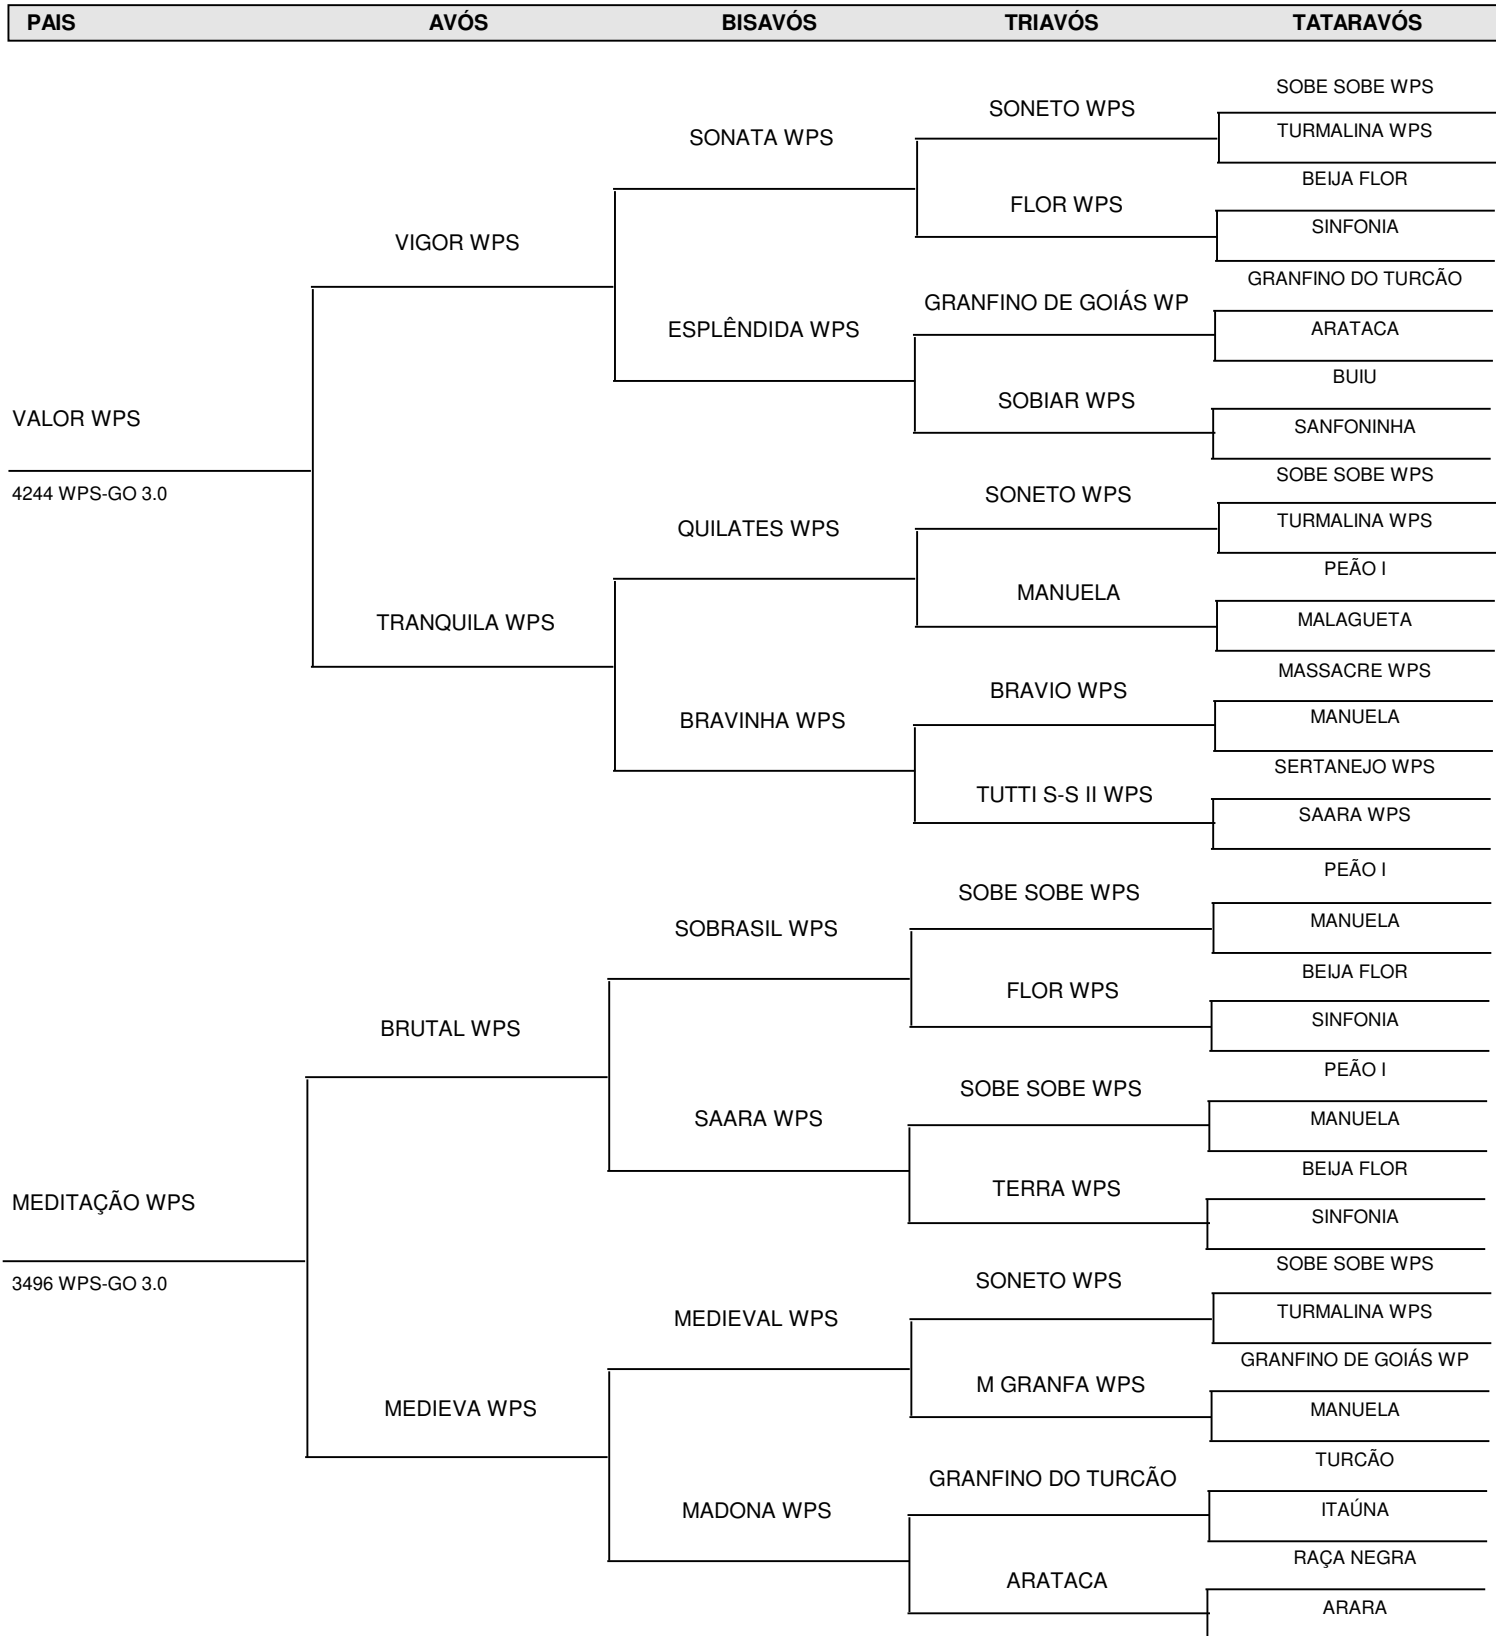 PAIS AVÓS BISAVÓS TRIAVÓS TATARAVÓS
SOBE SOBE WPS
SONETO WPS
TURMALINA WPS
SONATA WPS
BEIJA FLOR
FLOR WPS
SINFONIA
VIGOR WPS
GRANFINO DO TURCÃO
GRANFINO DE GOIÁS WP
ARATACA
ESPLÊNDIDA WPS
BUIU
SOBIAR WPS
SANFONINHA
VALOR WPS
4244 WPS-GO 3.0
SOBE SOBE WPS
SONETO WPS
TURMALINA WPS
QUILATES WPS
PEÃO I
MANUELA
MALAGUETA
TRANQUILA WPS
MASSACRE WPS
BRAVIO WPS
MANUELA
BRAVINHA WPS
SERTANEJO WPS
TUTTI S-S II WPS
SAARA WPS
PEÃO I
SOBE SOBE WPS
MANUELA
SOBRASIL WPS
BEIJA FLOR
FLOR WPS
SINFONIA
BRUTAL WPS
PEÃO I
SOBE SOBE WPS
MANUELA
SAARA WPS
BEIJA FLOR
TERRA WPS
SINFONIA
MEDITAÇÃO WPS
3496 WPS-GO 3.0
SOBE SOBE WPS
SONETO WPS
TURMALINA WPS
MEDIEVAL WPS
GRANFINO DE GOIÁS WP
M GRANFA WPS
MANUELA
MEDIEVA WPS
TURCÃO
GRANFINO DO TURCÃO
ITAÚNA
MADONA WPS
RAÇA NEGRA
ARATACA
ARARA